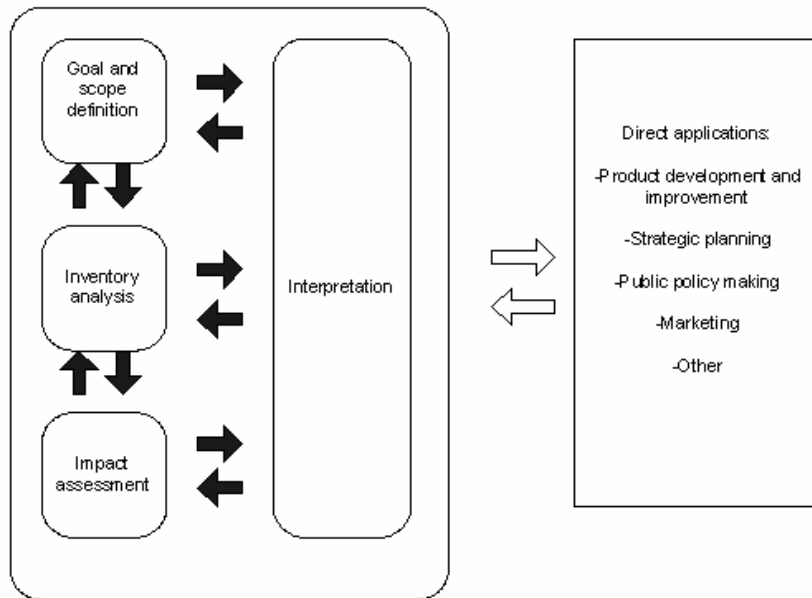 Goal and
scope
definition
Inventory
analysis
Impact
assessment
Interpretation
Direct applications:
-Product development and
improvement
-Strategic planning
-Public policy making
-Marketing
-Other